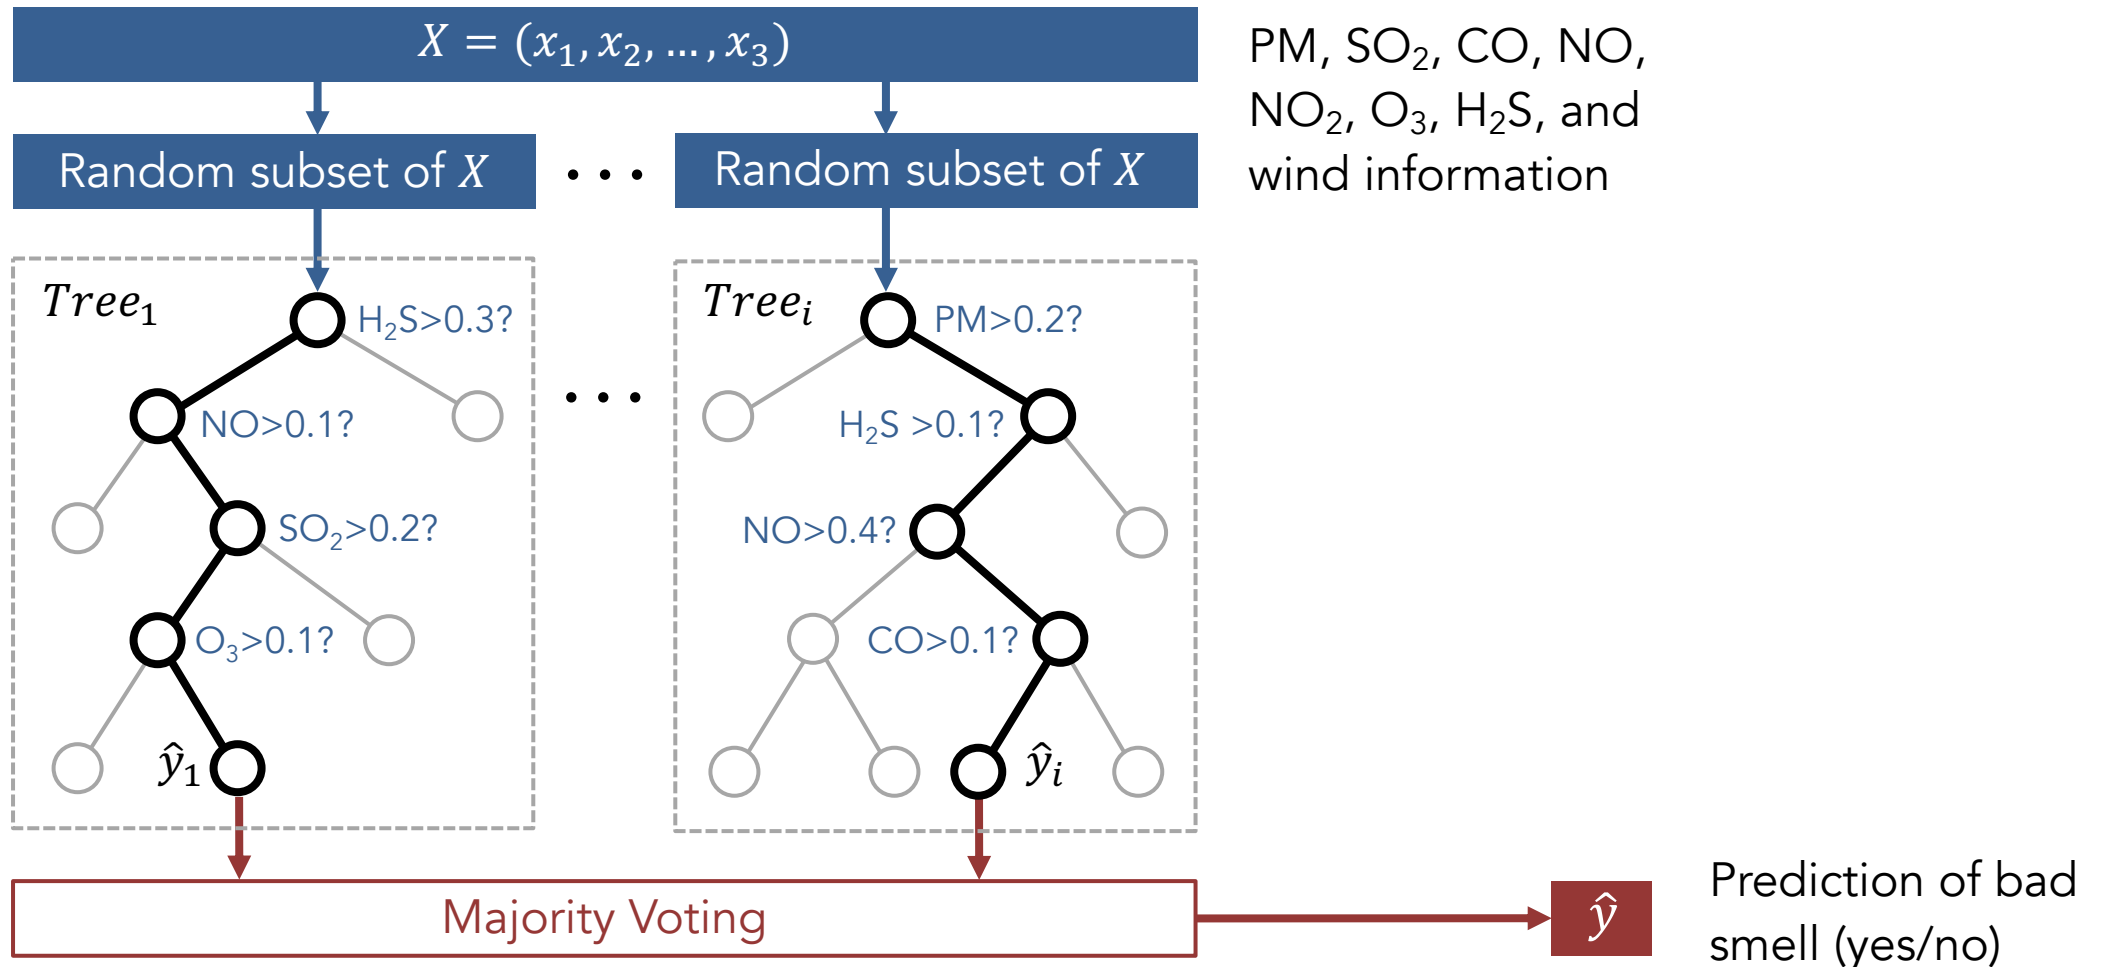 X = (x₁, x₂, ..., x₃)
PM, SO₂, CO, NO,
NO₂, O₃, H₂S, and
wind information
Random subset of X
. . .
Random subset of X
Tree₁
H₂S>0.3?
NO>0.1?
SO₂>0.2?
O₃>0.1?
ŷ₁
. . .
Treeᵢ
PM>0.2?
H₂S >0.1?
NO>0.4?
CO>0.1?
ŷᵢ
Majority Voting
ŷ
Prediction of bad
smell (yes/no)